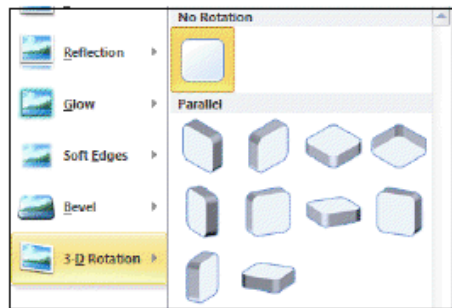 No Rotation
Reflection
Glow
Parallel
Soft Edges
Bevel
3-D Rotation